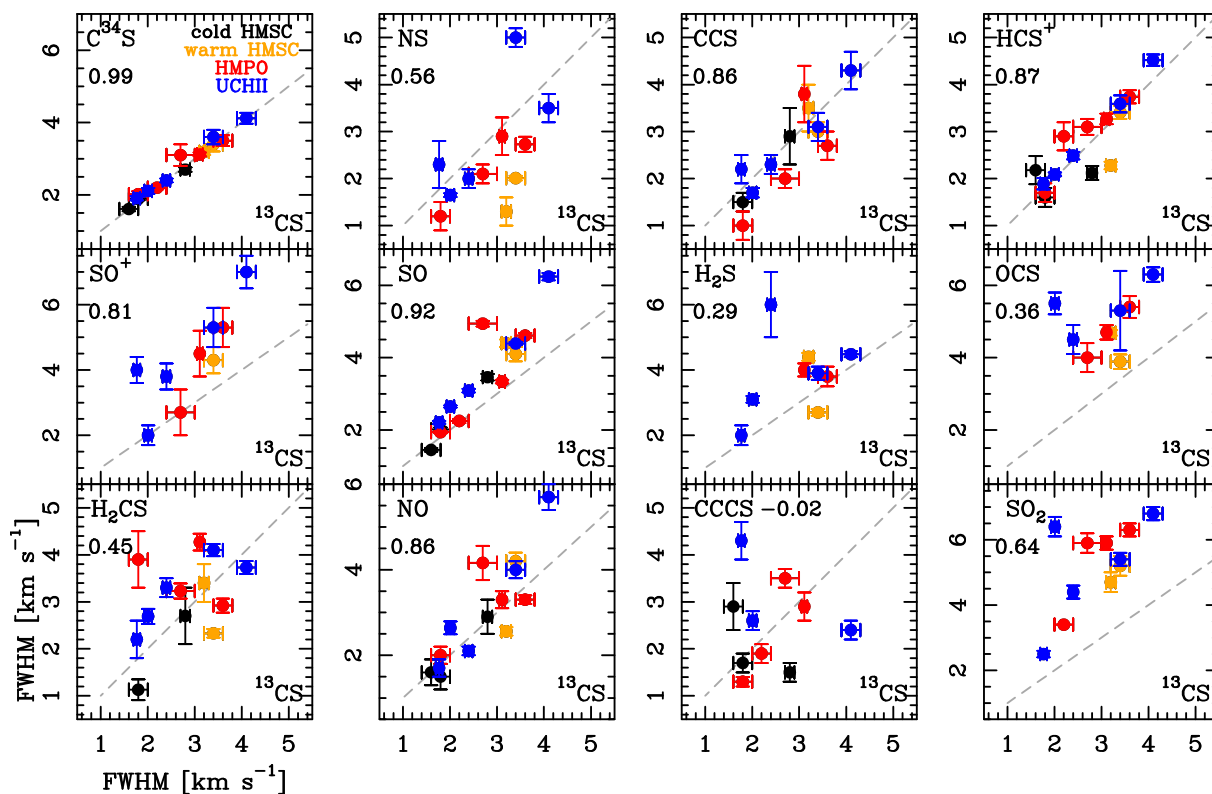 C³⁴S
cold HMSC
warm HMSC
HMPO
UCHII
0.99
¹³CS
2
4
6
NS
0.56
¹³CS
1
2
3
4
5
CCS
0.86
¹³CS
1
2
3
4
5
HCS⁺
0.87
¹³CS
1
2
3
4
5
SO⁺
0.81
¹³CS
2
4
6
SO
0.92
¹³CS
2
4
6
H₂S
0.29
¹³CS
2
4
6
OCS
0.36
¹³CS
2
4
6
H₂CS
0.45
¹³CS
1
2
3
4
5
NO
0.86
¹³CS
2
4
6
CCCS -0.02
¹³CS
1
2
3
4
5
SO₂
0.64
¹³CS
2
4
6
FWHM [km s⁻¹]
1 2 3 4 5
1 2 3 4 5
1 2 3 4 5
1 2 3 4 5
FWHM [km s⁻¹]